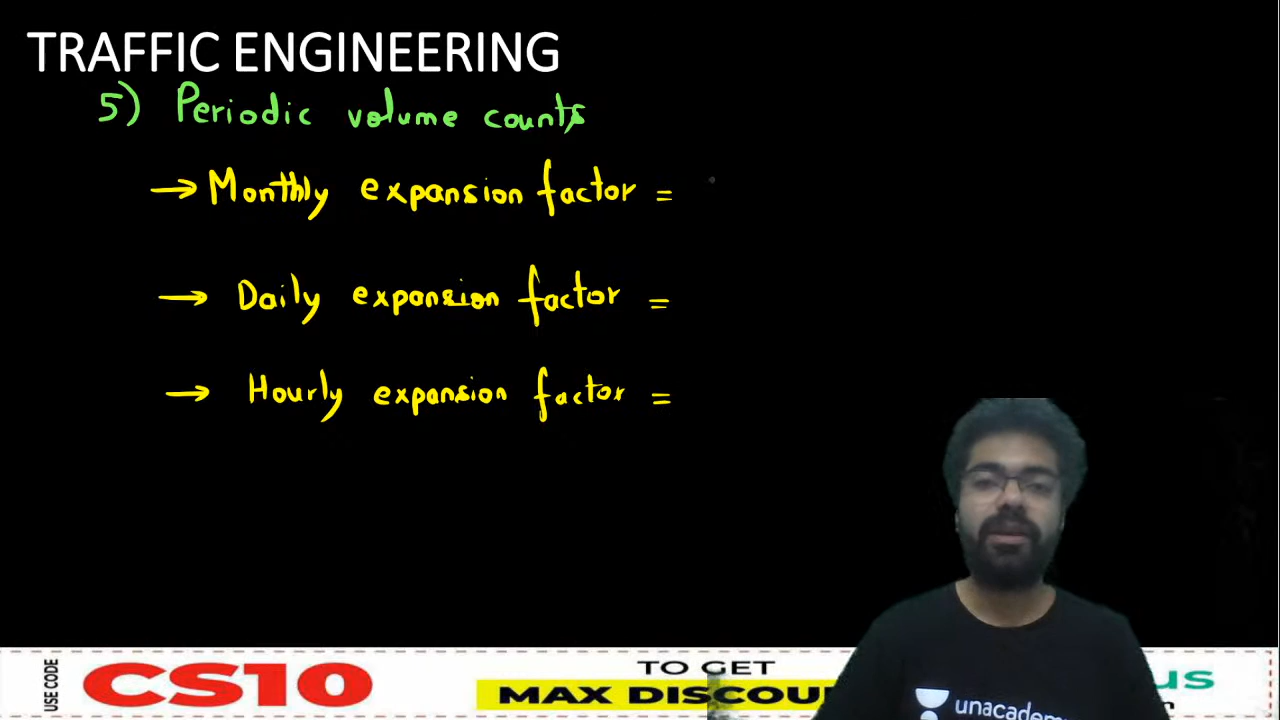 TRAFFIC ENGINEERING
5) Periodic volume counts
→ Monthly expansion factor =
→ Daily expansion factor =
→ Hourly expansion factor =
USE CODE
CS10
TO GET
MAX DISCOU
us
unacadem